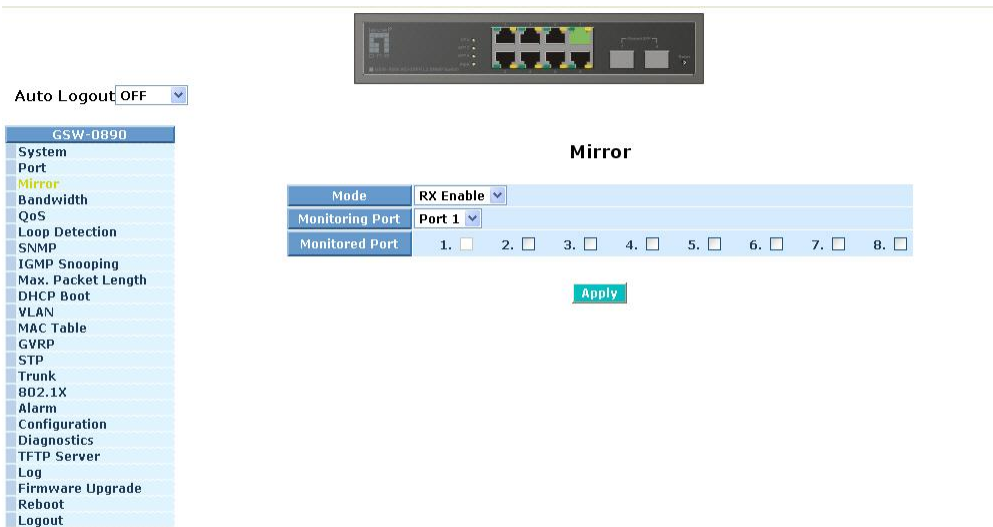 Auto Logout OFF
GSW-0890
System
Port
Mirror
Bandwidth
QoS
Loop Detection
SNMP
IGMP Snooping
Max. Packet Length
DHCP Boot
VLAN
MAC Table
GVRP
STP
Trunk
802.1X
Alarm
Configuration
Diagnostics
TFTP Server
Log
Firmware Upgrade
Reboot
Logout
Mirror
Mode RX Enable
Monitoring Port Port 1
Monitored Port 1. 2. 3. 4. 5. 6. 7. 8.
Apply